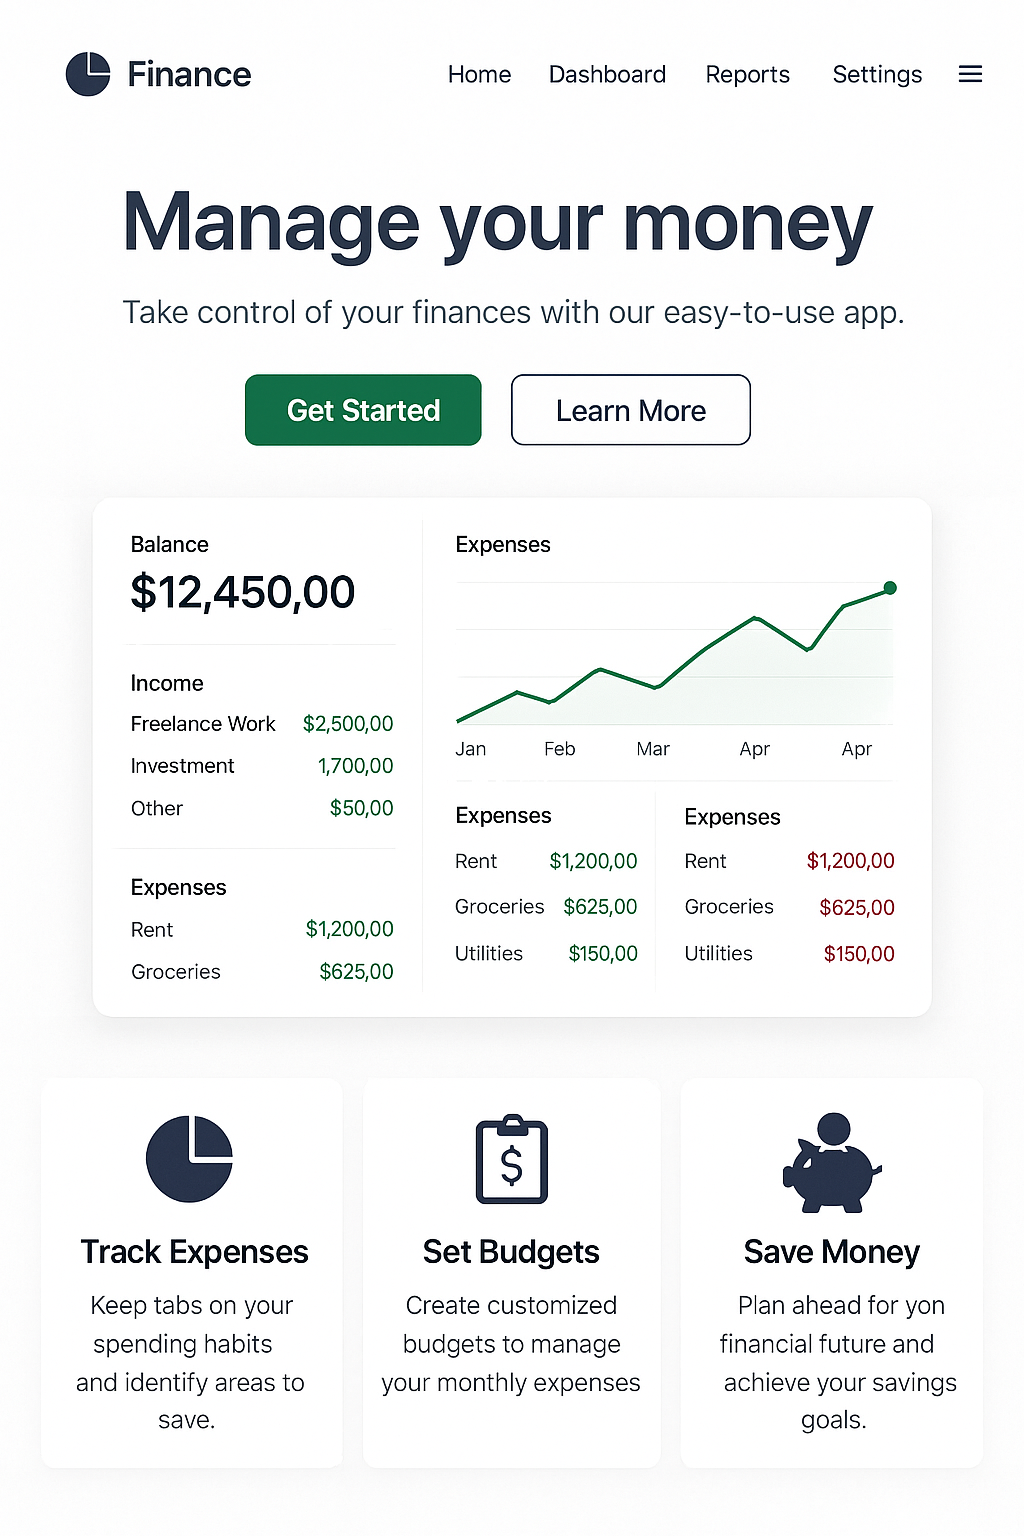 Finance
Home Dashboard Reports Settings
Manage your money
Take control of your finances with our easy-to-use app.
Get Started Learn More
Balance
$12,450,00
Income
Freelance Work $2,500,00
Investment 1,700,00
Other $50,00
Expenses
Rent $1,200,00
Groceries $625,00
Expenses
Jan Feb Mar Apr Apr
Expenses
Rent $1,200,00
Groceries $625,00
Utilities $150,00
Expenses
Rent $1,200,00
Groceries $625,00
Utilities $150,00
Track Expenses
Keep tabs on your
spending habits
and identify areas to
save.
$
Set Budgets
Create customized
budgets to manage
your monthly expenses
Save Money
Plan ahead for yon
financial future and
achieve your savings
goals.